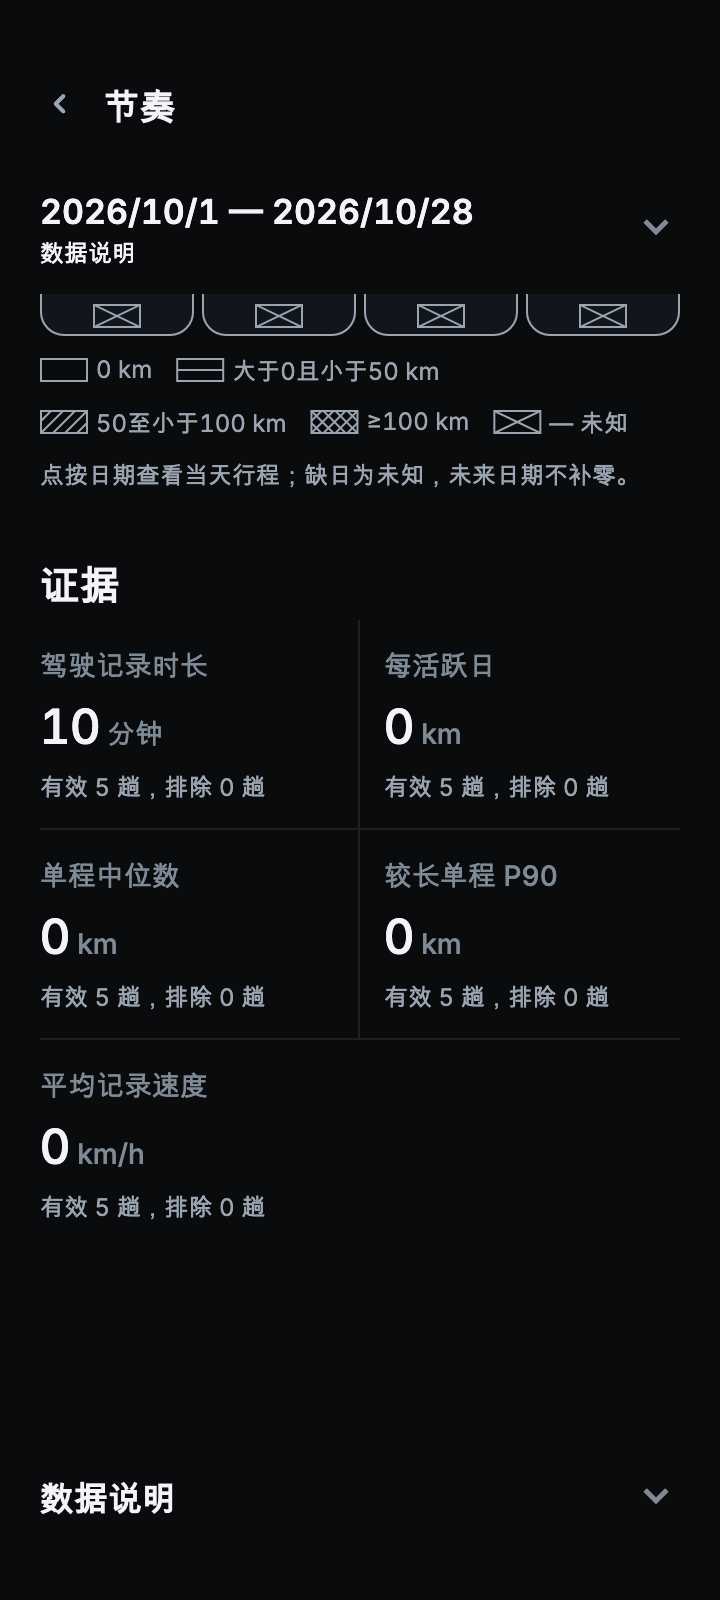 节奏
2026/10/1 — 2026/10/28
数据说明
0 km 大于0且小于50 km
50至小于100 km ≥100 km — 未知
点按日期查看当天行程；缺日为未知，未来日期不补零。
证据
驾驶记录时长 每活跃日
10 分钟 0 km
有效 5 趟，排除 0 趟 有效 5 趟，排除 0 趟
单程中位数 较长单程 P90
0 km 0 km
有效 5 趟，排除 0 趟 有效 5 趟，排除 0 趟
平均记录速度
0 km/h
有效 5 趟，排除 0 趟
数据说明